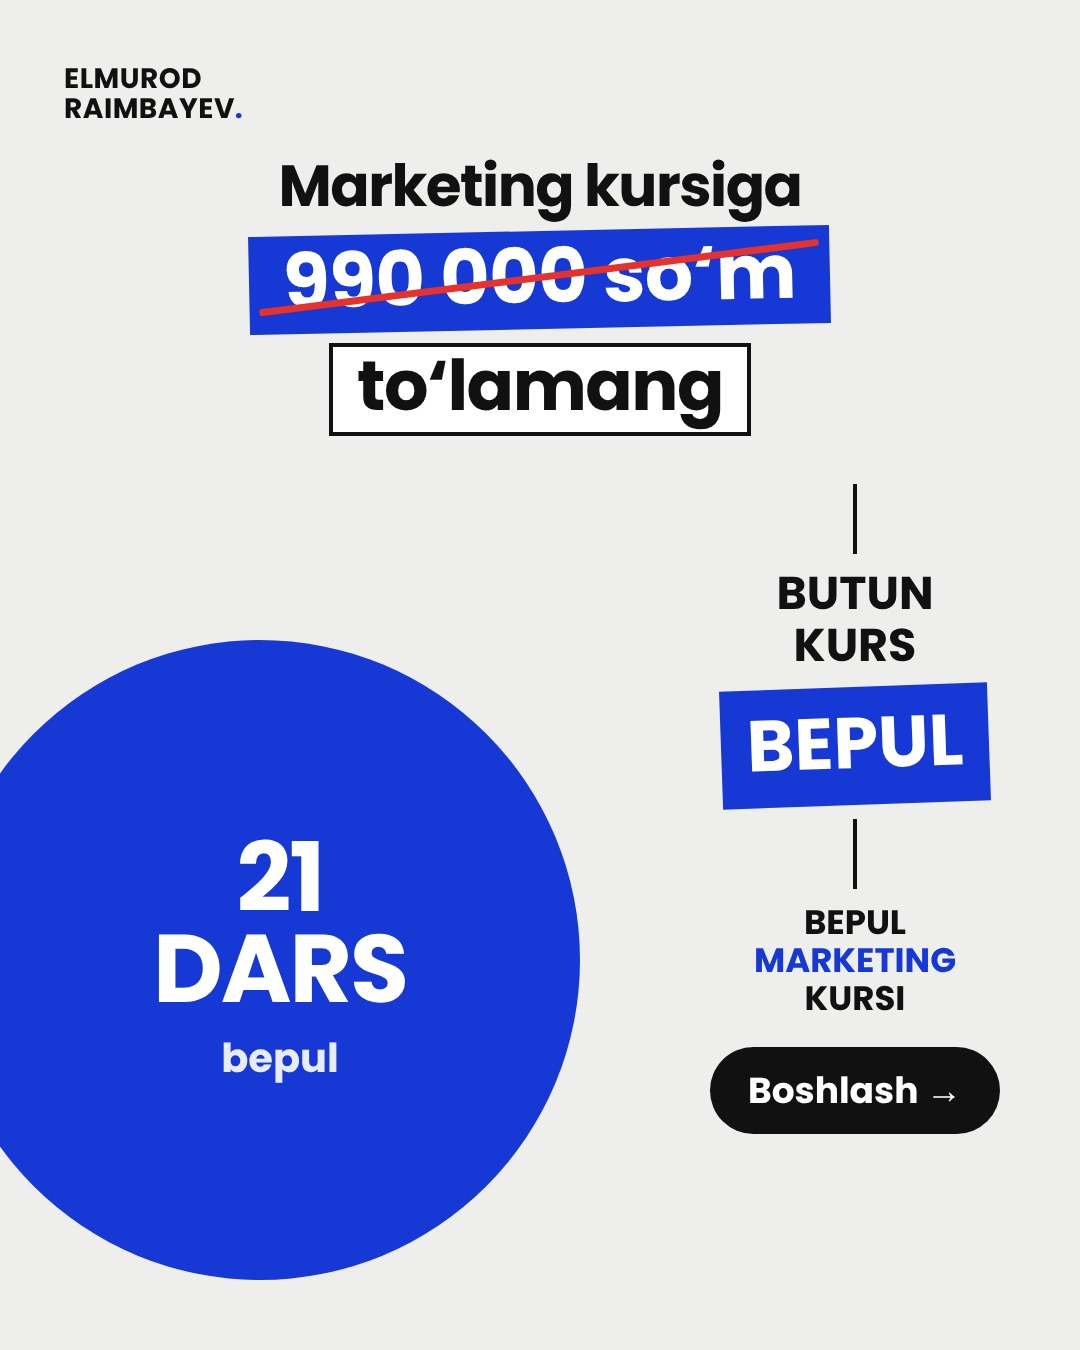 ELMUROD
RAIMBAYEV.
Marketing kursiga
990 000 so‘m
to‘lamang
BUTUN
KURS
BEPUL
21
DARS
bepul
BEPUL
MARKETING
KURSI
Boshlash →